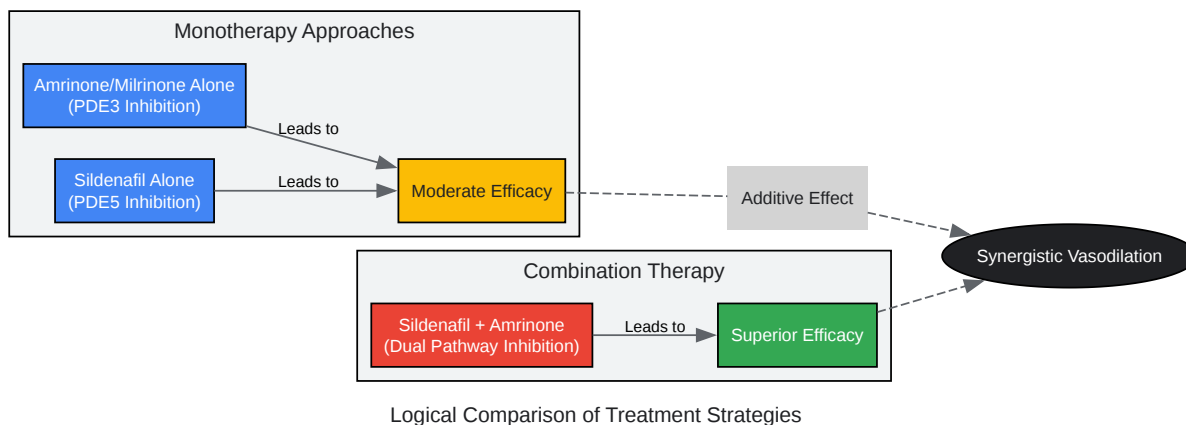 Monotherapy Approaches
Amrinone/Milrinone Alone
(PDE3 Inhibition)
Leads to
Sildenafil Alone
(PDE5 Inhibition)
Leads to
Moderate Efficacy
Additive Effect
Synergistic Vasodilation
Combination Therapy
Sildenafil + Amrinone
(Dual Pathway Inhibition)
Leads to
Superior Efficacy
Logical Comparison of Treatment Strategies